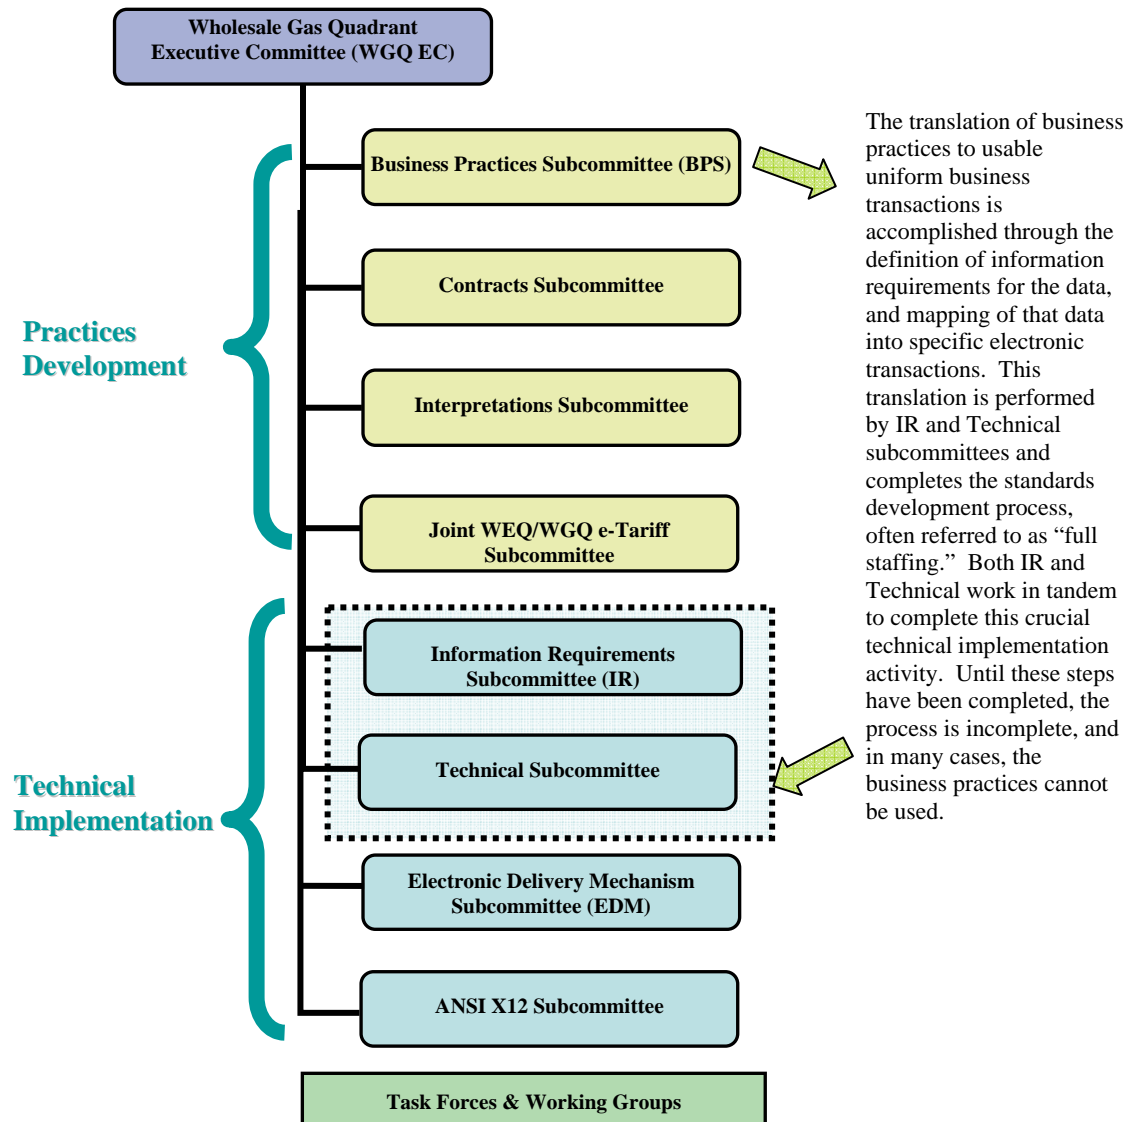 Wholesale Gas Quadrant
Executive Committee (WGQ EC)
Business Practices Subcommittee (BPS)
Contracts Subcommittee
Practices
Development
Interpretations Subcommittee
Joint WEQ/WGQ e-Tariff
Subcommittee
Information Requirements
Subcommittee (IR)
Technical Subcommittee
Technical
Implementation
Electronic Delivery Mechanism
Subcommittee (EDM)
ANSI X12 Subcommittee
Task Forces & Working Groups
The translation of business
practices to usable
uniform business
transactions is
accomplished through the
definition of information
requirements for the data,
and mapping of that data
into specific electronic
transactions.  This
translation is performed
by IR and Technical
subcommittees and
completes the standards
development process,
often referred to as “full
staffing.”  Both IR and
Technical work in tandem
to complete this crucial
technical implementation
activity.  Until these steps
have been completed, the
process is incomplete, and
in many cases, the
business practices cannot
be used.